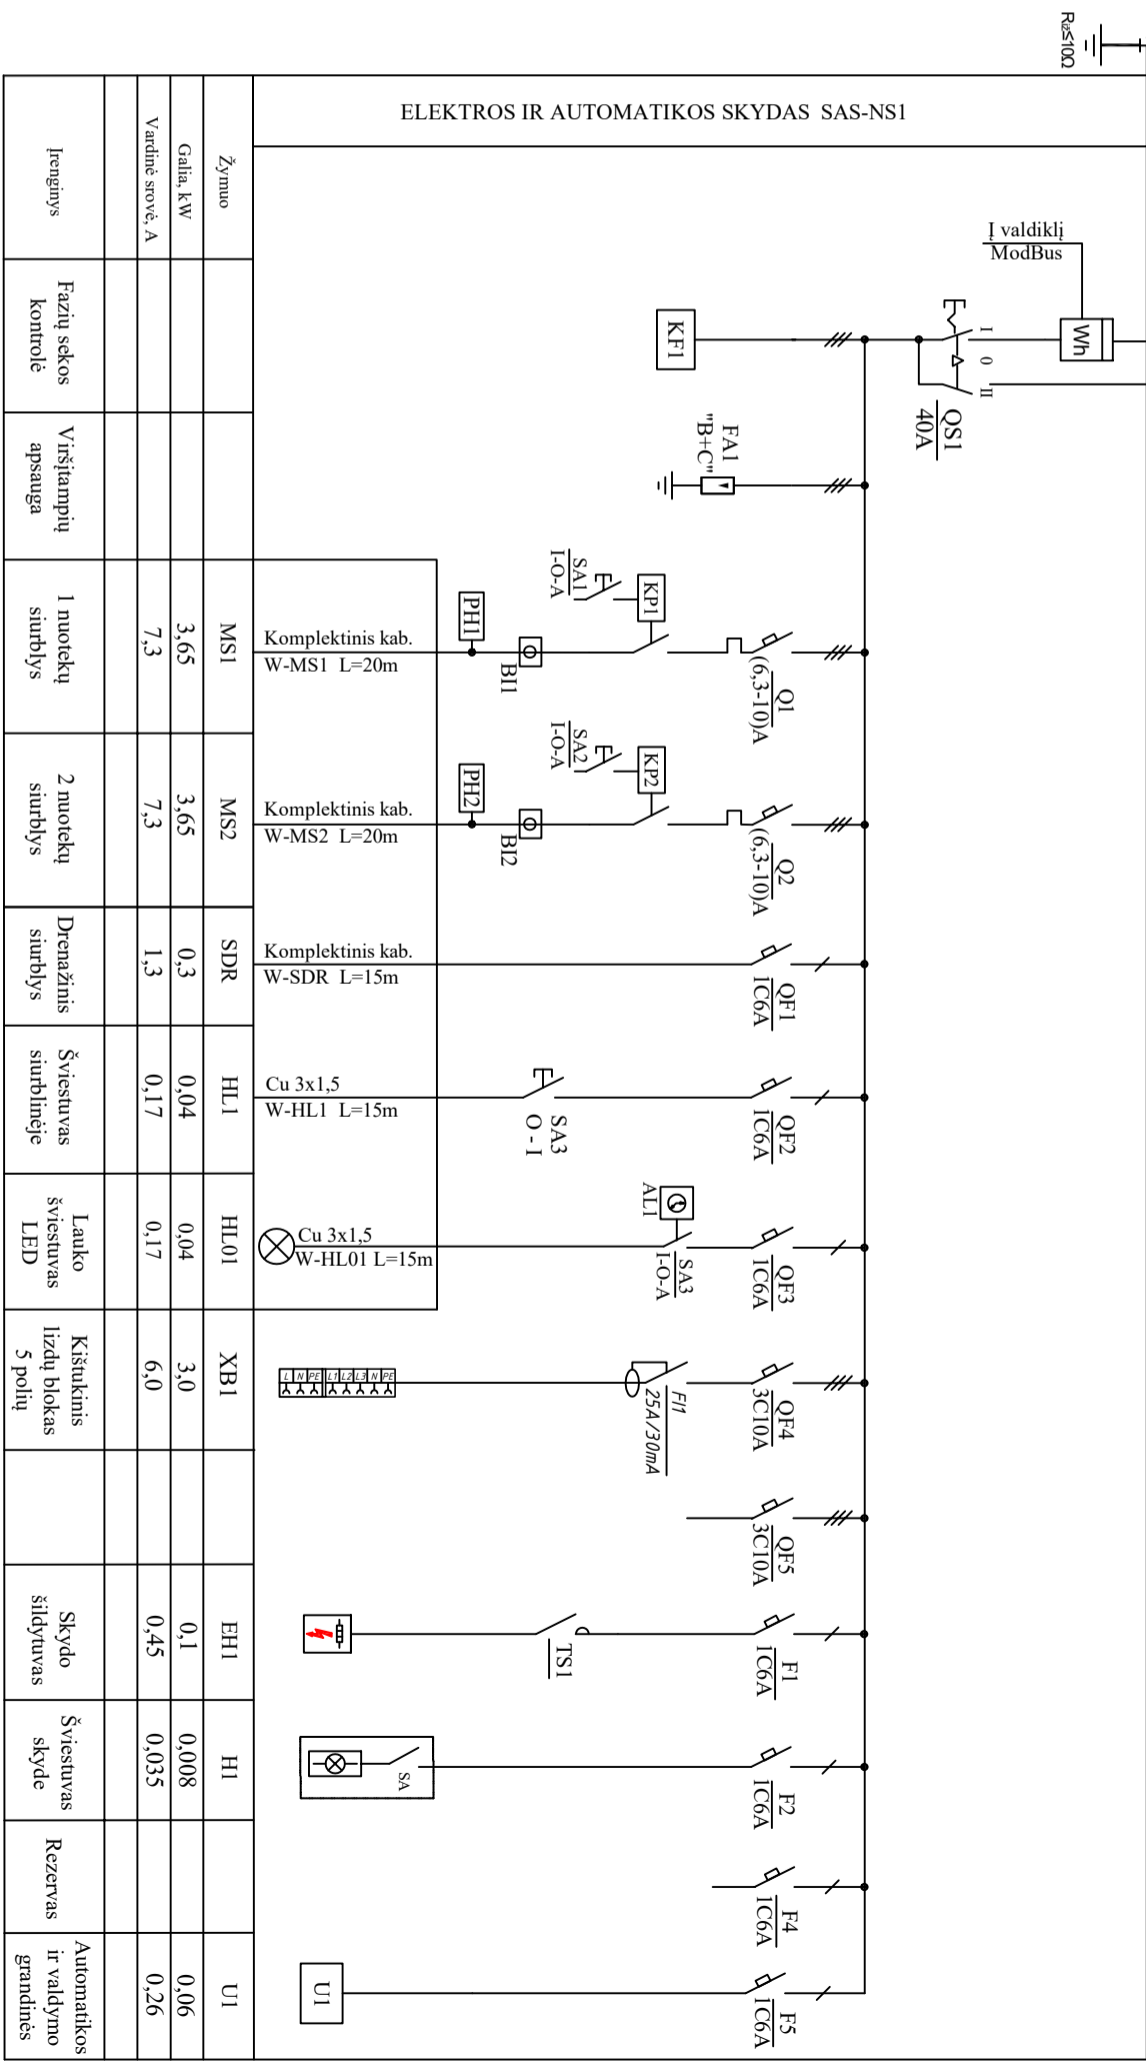 Rįž≤10Ω
ELEKTROS IR AUTOMATIKOS SKYDAS SAS-NS1
Į valdiklį
ModBus
Wh
I
0
II
QS1
40A
KF1
FA1
"B+C"
Q1
(6,3-10)A
KP1
SA1
I-O-A
BI1
PH1
Komplektinis kab.
W-MS1 L=20m
Q2
(6,3-10)A
KP2
SA2
I-O-A
BI2
PH2
Komplektinis kab.
W-MS2 L=20m
QF1
1C6A
Komplektinis kab.
W-SDR L=15m
QF2
1C6A
SA3
O - I
Cu 3x1,5
W-HL1 L=15m
QF3
1C6A
SA3
I-O-A
AL1
Cu 3x1,5
W-HL01 L=15m
QF4
3C10A
FI1
25A/30mA
L N PE L1 L2 L3 N PE
QF5
3C10A
F1
1C6A
TS1
F2
1C6A
SA
F4
1C6A
F5
1C6A
U1
Žymuo
MS1
MS2
SDR
HL1
HL01
XB1
EH1
H1
U1
Galia, kW
3,65
3,65
0,3
0,04
0,04
3,0
0,1
0,008
0,06
Vardinė srovė, A
7,3
7,3
1,3
0,17
0,17
6,0
0,45
0,035
0,26
Įrenginys
Fazių sekos
kontrolė
Viršįtampių
apsauga
1 nuotekų
siurblys
2 nuotekų
siurblys
Drenažinis
siurblys
Šviestuvas
siurblinėje
Lauko
šviestuvas
LED
Kištukinis
lizdų blokas
5 polių
Skydo
šildytuvas
Šviestuvas
skyde
Rezervas
Automatikos
ir valdymo
grandinės